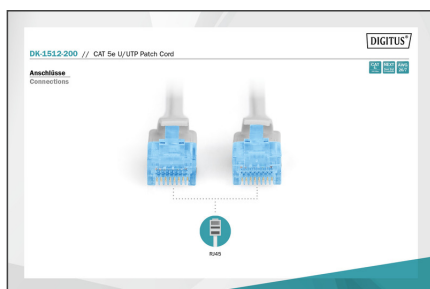 DIGITUS®
DK-1512-200 // CAT 5e U/UTP Patch Cord
Anschlüsse
Connections
RJ45